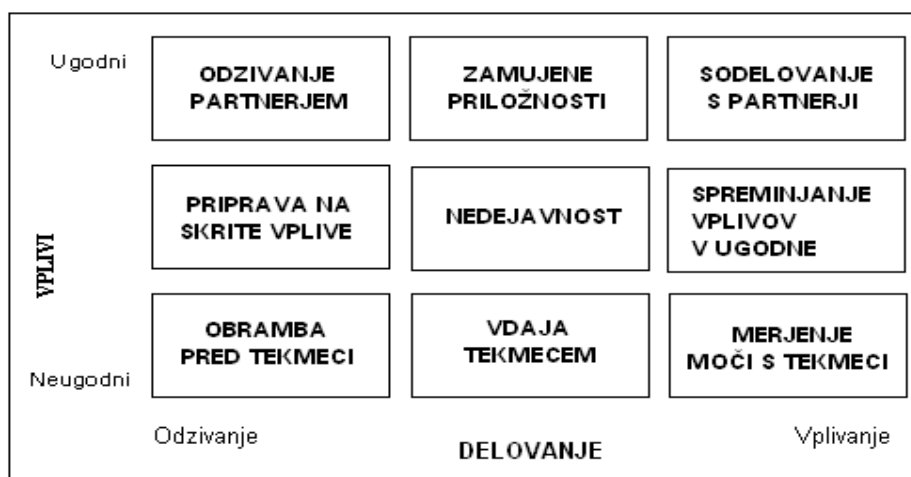 Ugodni
ODZIVANJE
PARTNERJEM
ZAMUJENE
PRILOŽNOSTI
SODELOVANJE
S PARTNERJI
VPLIVI
PRIPRAVA NA
SKRITE VPLIVE
NEDEJAVNOST
SPREMINJANJE
VPLIVOV
V UGODNE
Neugodni
OBRAMBA
PRED TEKMECI
VDAJA
TEKMECEM
MERJENJE
MOČI S TEKMECI
Odzivanje
DELOVANJE
Vplivanje